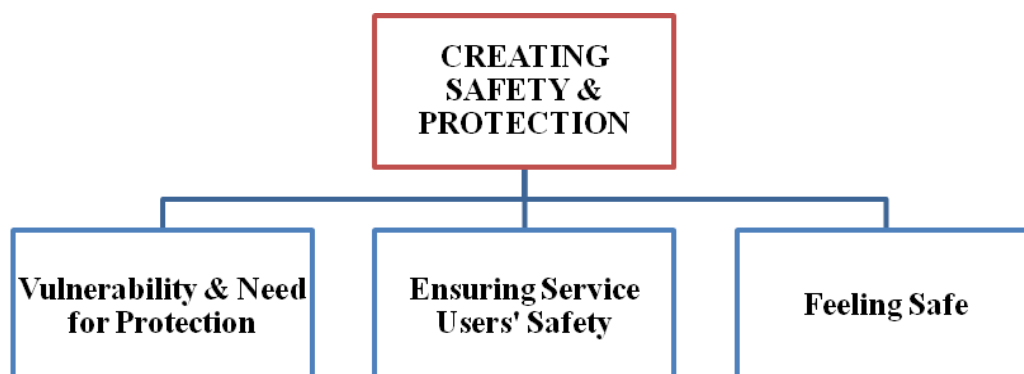 CREATING
SAFETY &
PROTECTION
Vulnerability & Need
for Protection
Ensuring Service
Users' Safety
Feeling Safe